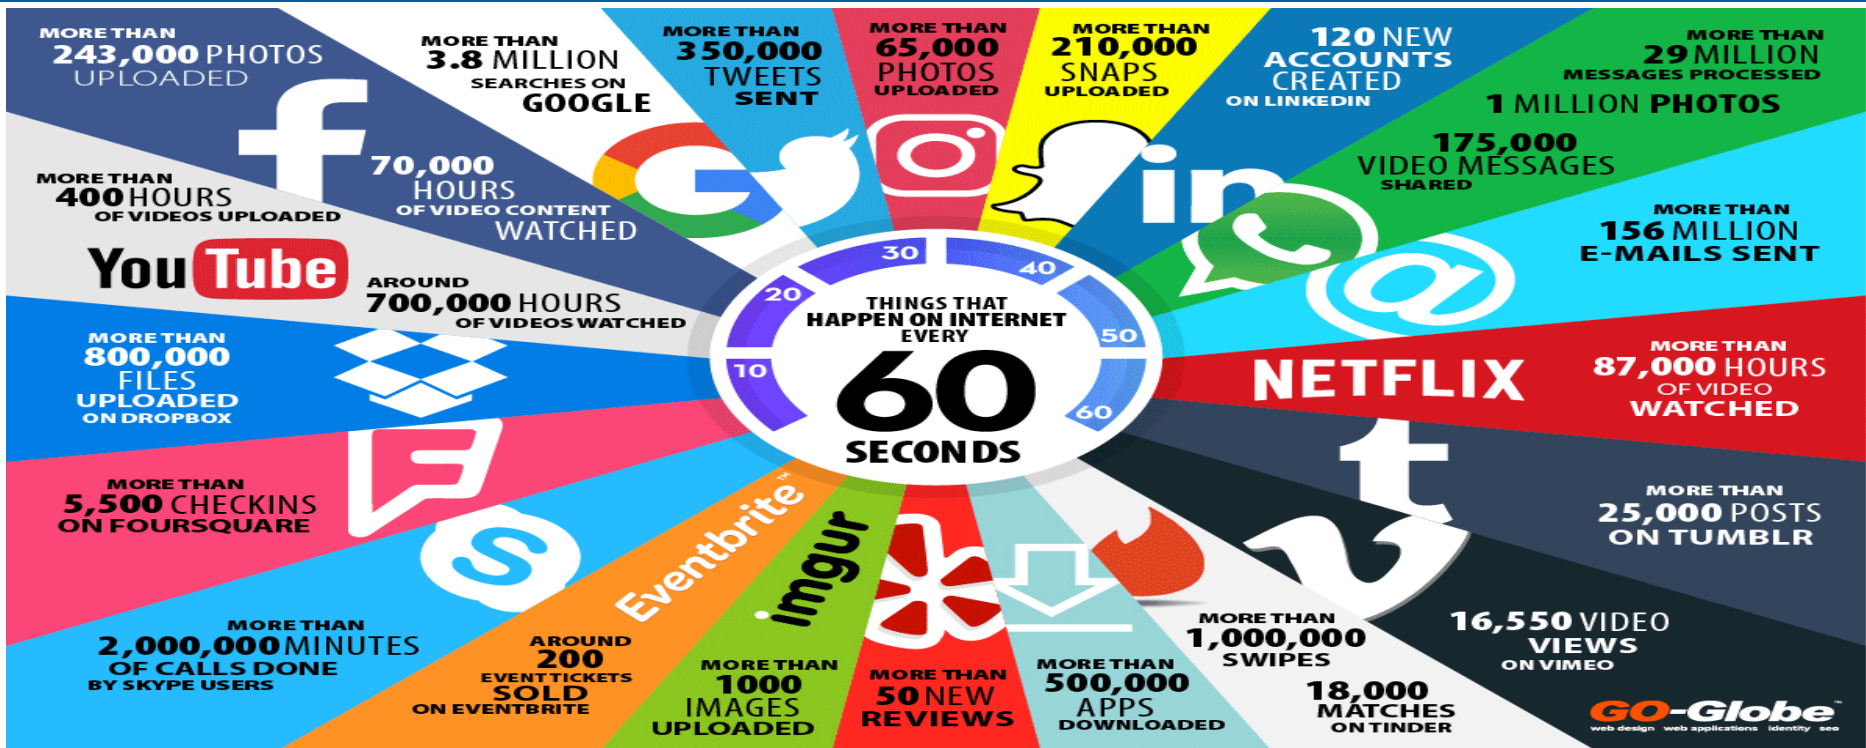 MORE THAN
243,000 PHOTOS
UPLOADED
70,000
HOURS
OF VIDEO CONTENT
WATCHED
MORE THAN
3.8 MILLION
SEARCHES ON
GOOGLE
MORE THAN
350,000
TWEETS
SENT
MORE THAN
65,000
PHOTOS
UPLOADED
MORE THAN
210,000
SNAPS
UPLOADED
120 NEW
ACCOUNTS
CREATED
ON LINKEDIN
in
MORE THAN
29 MILLION
MESSAGES PROCESSED
1 MILLION PHOTOS
175,000
VIDEO MESSAGES
SHARED
MORE THAN
156 MILLION
E-MAILS SENT
@
NETFLIX
MORE THAN
87,000 HOURS
OF VIDEO
WATCHED
MORE THAN
25,000 POSTS
ON TUMBLR
16,550 VIDEO
VIEWS
ON VIMEO
MORE THAN
1,000,000
SWIPES
18,000
MATCHES
ON TINDER
MORE THAN
500,000
APPS
DOWNLOADED
MORE THAN
50 NEW
REVIEWS
imgur
MORE THAN
1000
IMAGES
UPLOADED
Eventbrite™
AROUND
200
EVENT TICKETS
SOLD
ON EVENTBRITE
MORE THAN
2,000,000 MINUTES
OF CALLS DONE
BY SKYPE USERS
MORE THAN
5,500 CHECKINS
ON FOURSQUARE
MORE THAN
800,000
FILES
UPLOADED
ON DROPBOX
MORE THAN
400 HOURS
OF VIDEOS UPLOADED
YouTube
AROUND
700,000 HOURS
OF VIDEOS WATCHED
10
20
30
40
50
60
THINGS THAT
HAPPEN ON INTERNET
EVERY
60
SECONDS
GO-Globe™
web design web applications identity seo